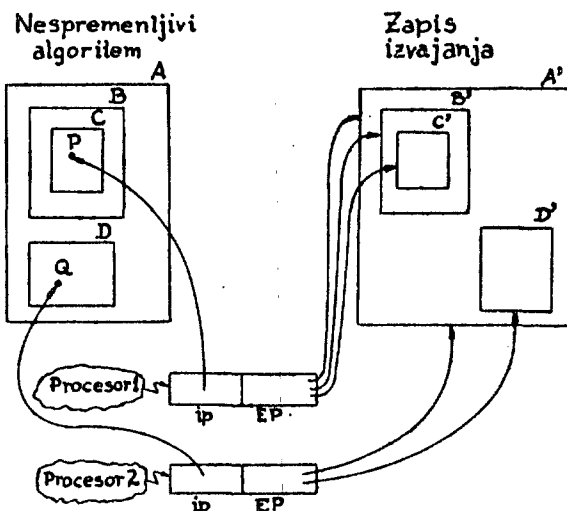 Nespremenljivi
algoritem
Zapis
izvajanja
A
B
C
P
D
Q
A'
B'
C'
D'
Procesor1
ip
EP
Procesor2
ip
EP